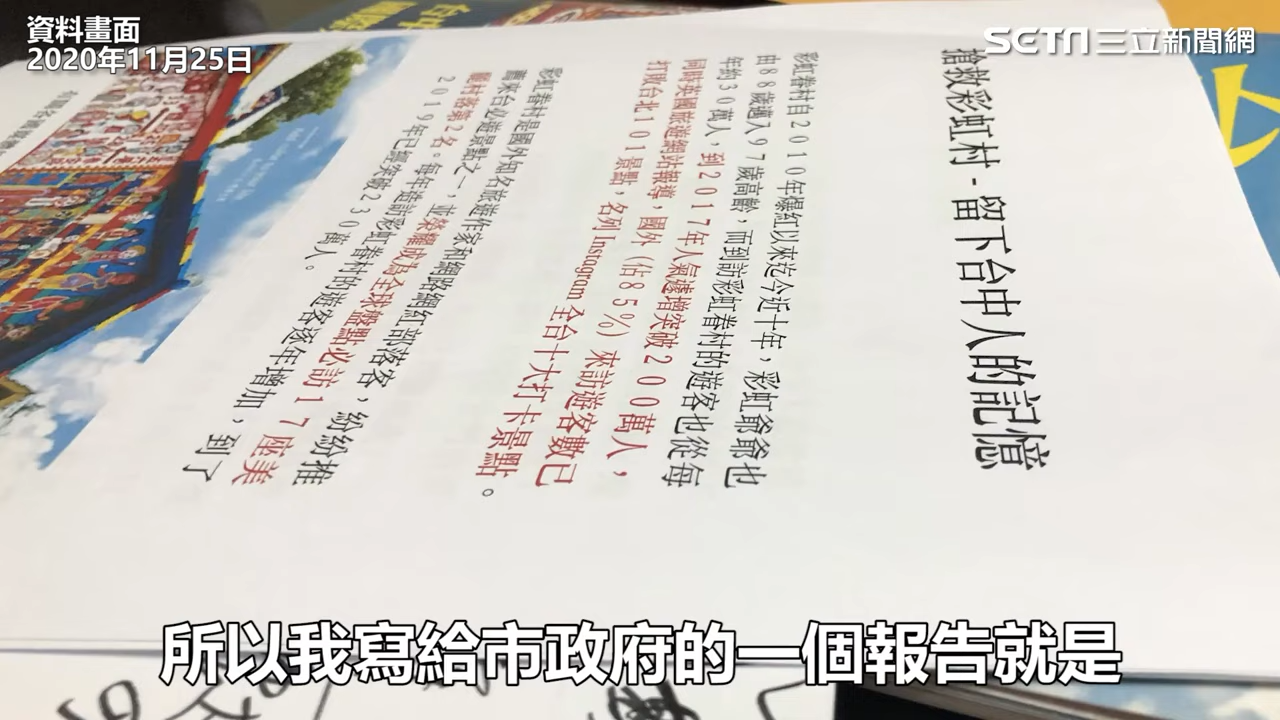 資料畫面
2020年11月25日
SETN三立新聞網
搶救彩虹村 - 留下台中人的記憶
彩虹眷村自2010年爆紅以來迄今近十年，彩虹爺爺也
由88歲邁入97歲高齡，而到訪彩虹眷村的遊客也從每
年約30萬人，到2017年人氣遽增突破200萬人，
同時英國旅遊網站報導，國外（佔85%）來訪遊客數已
打敗台北101景點，名列 Instagram 全台十大打卡景點。
彩虹眷村是國外知名旅遊作家和網路網紅部落客，紛紛推
薦來台必遊景點之一，並榮耀成為全球盤點必訪17座美
麗村落第2名。每年造訪彩虹眷村的遊客逐年增加，到了
2019年已經突破230萬人。
所以我寫給市政府的一個報告就是